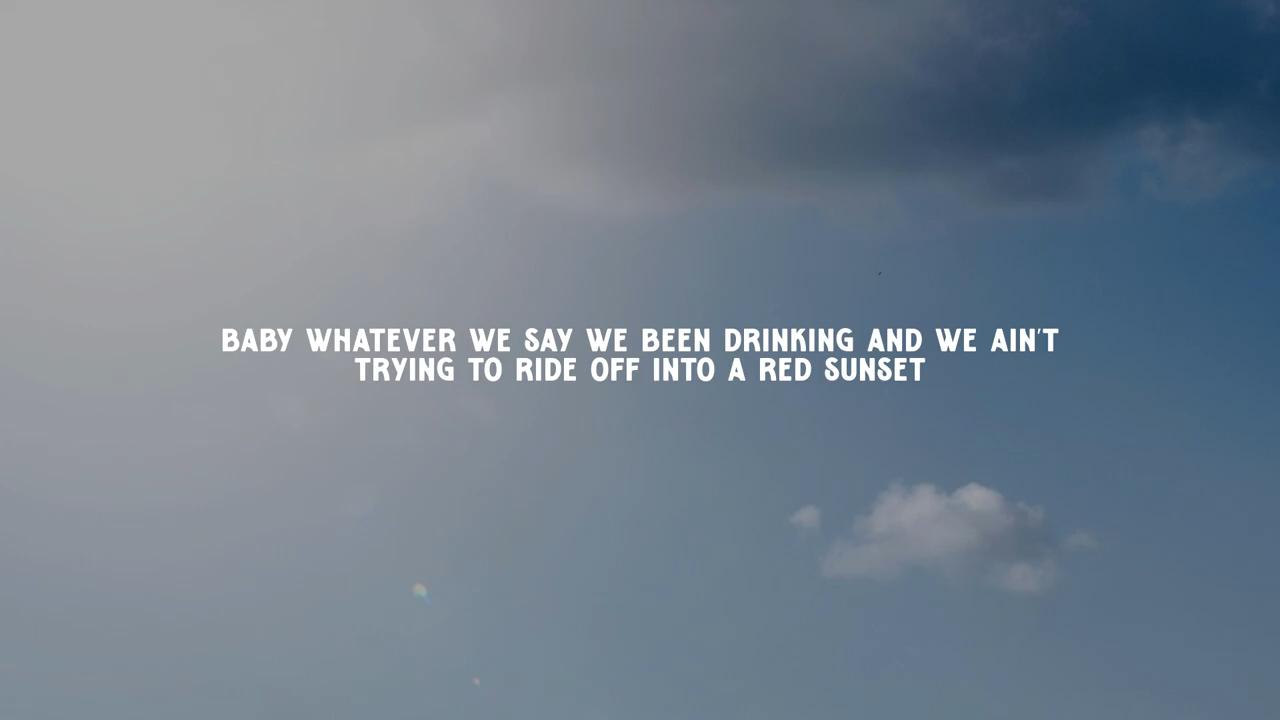 BABY WHATEVER WE SAY WE BEEN DRINKING AND WE AIN'T
TRYING TO RIDE OFF INTO A RED SUNSET